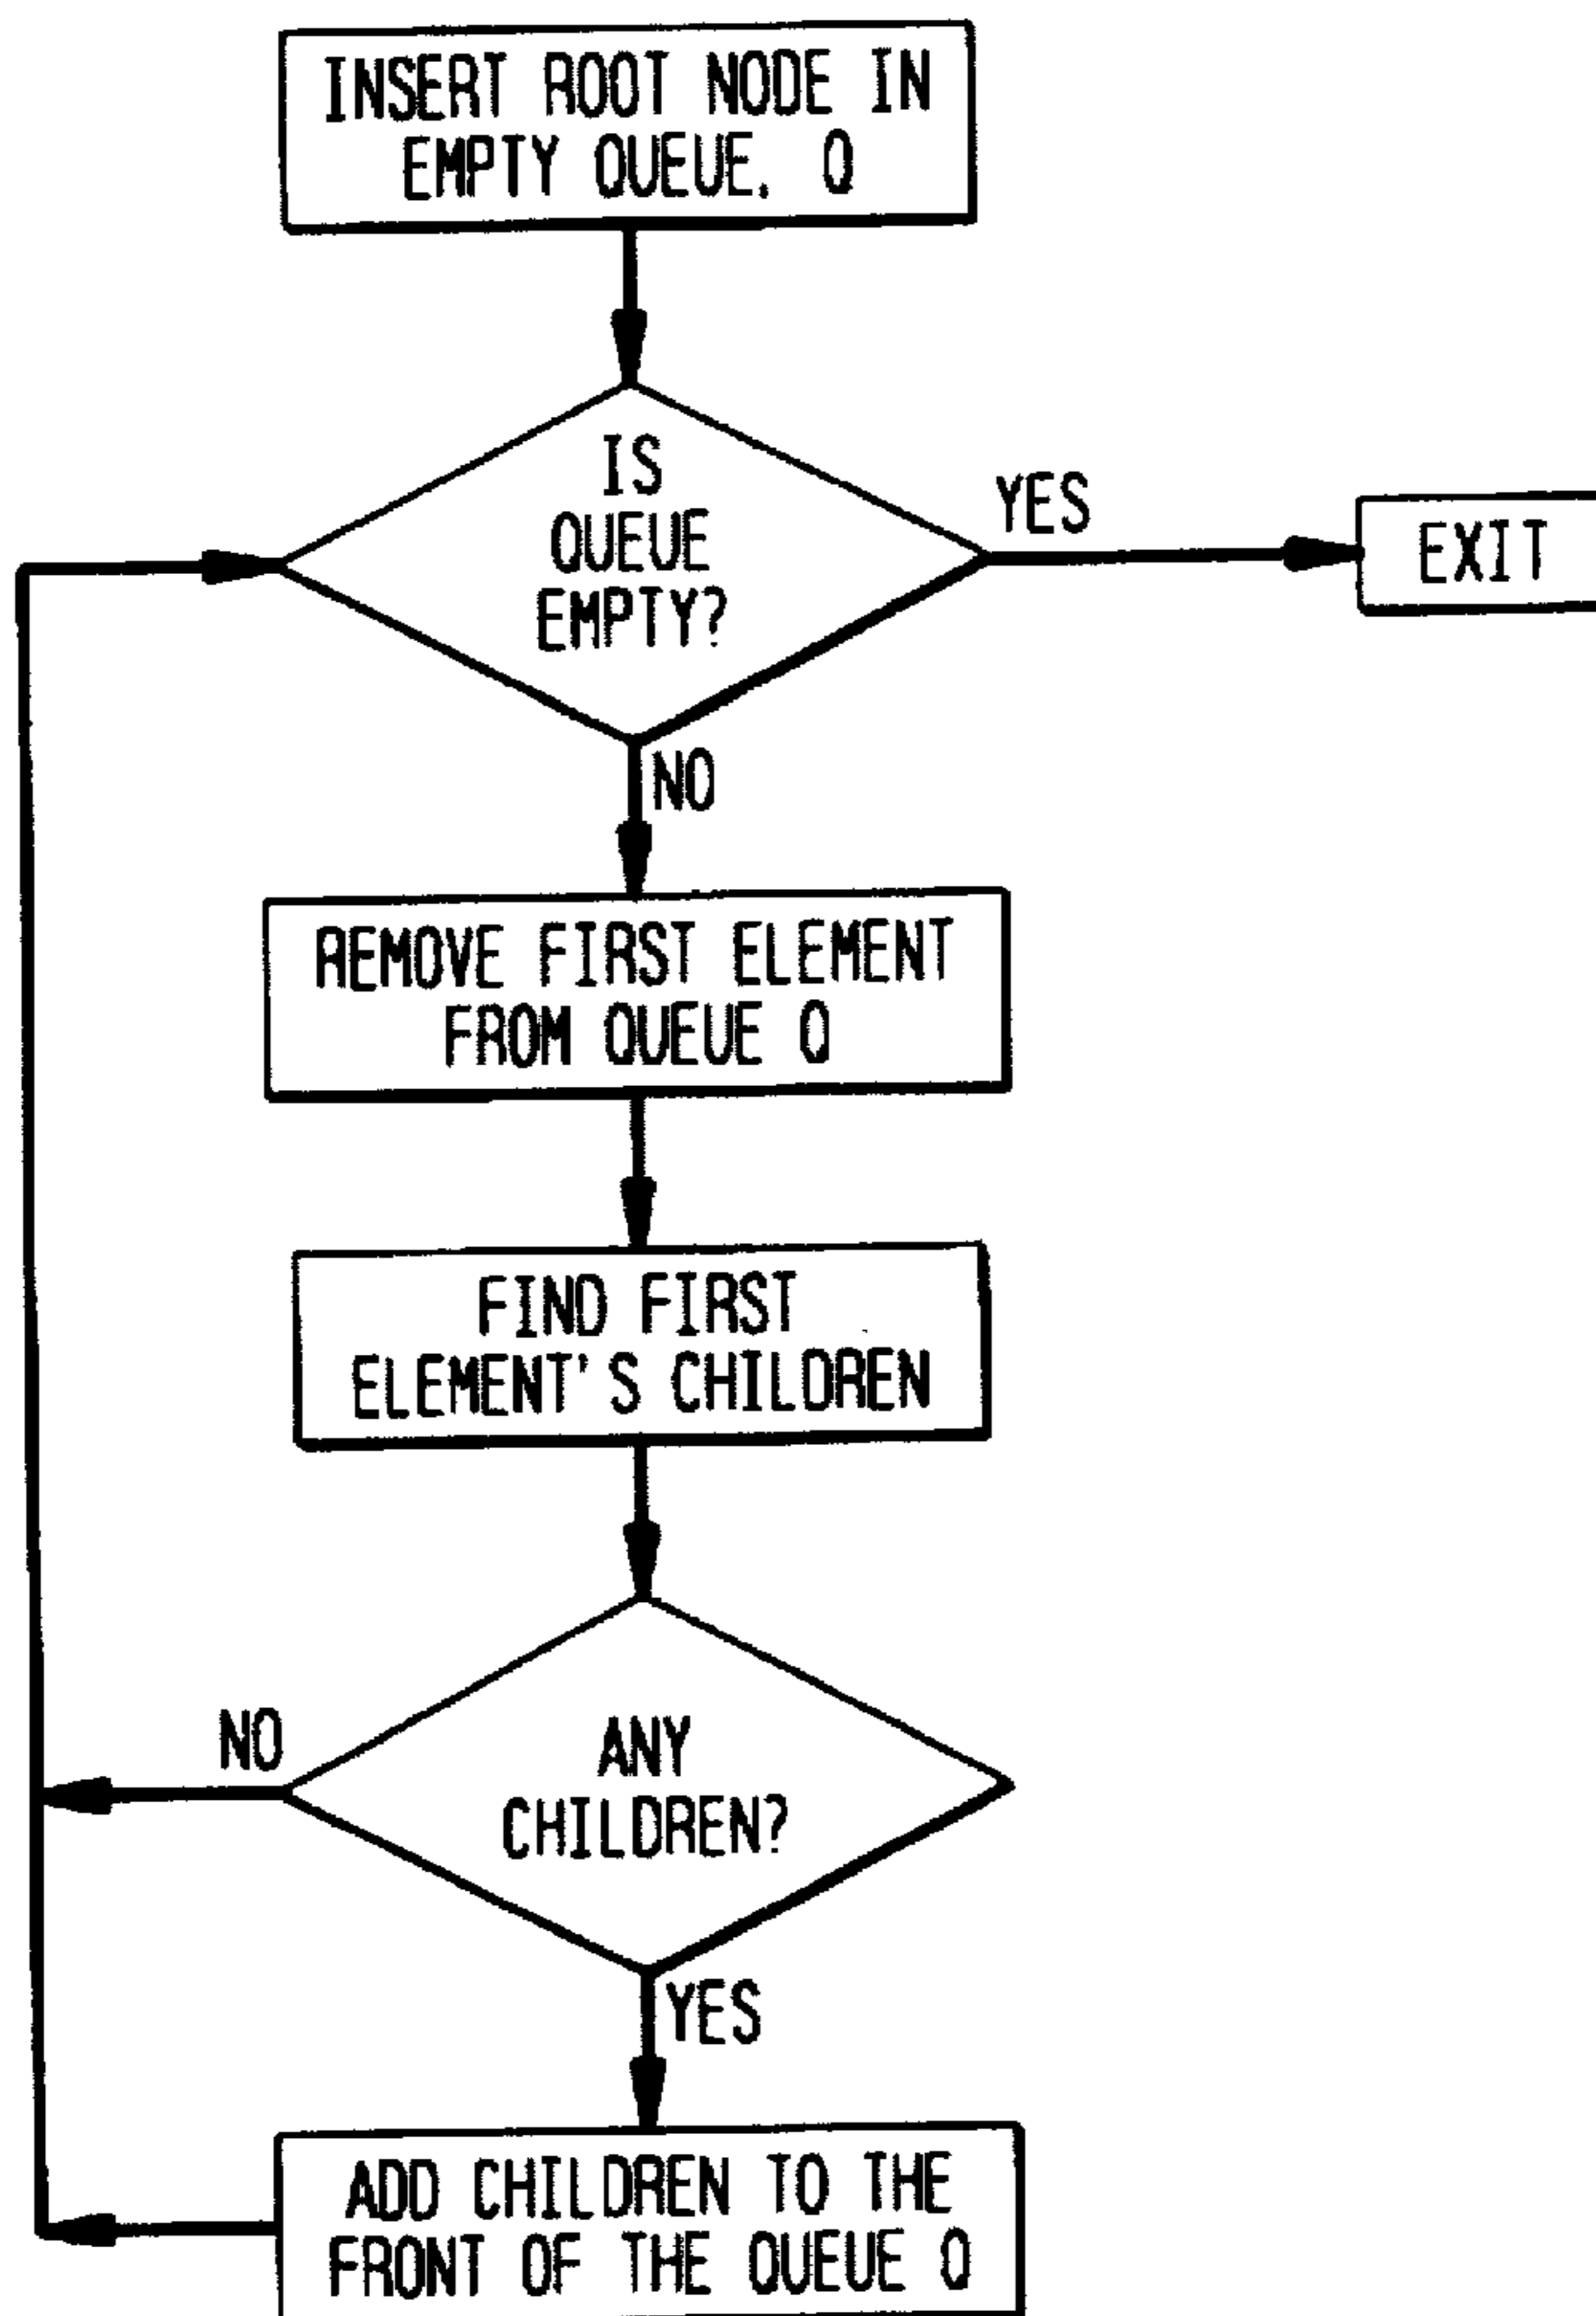 INSERT ROOT NODE IN
EMPTY QUEUE, Q
IS
QUEUE
EMPTY?
YES
EXIT
NO
REMOVE FIRST ELEMENT
FROM QUEUE Q
FIND FIRST
ELEMENT'S CHILDREN
ANY
CHILDREN?
NO
YES
ADD CHILDREN TO THE
FRONT OF THE QUEUE Q